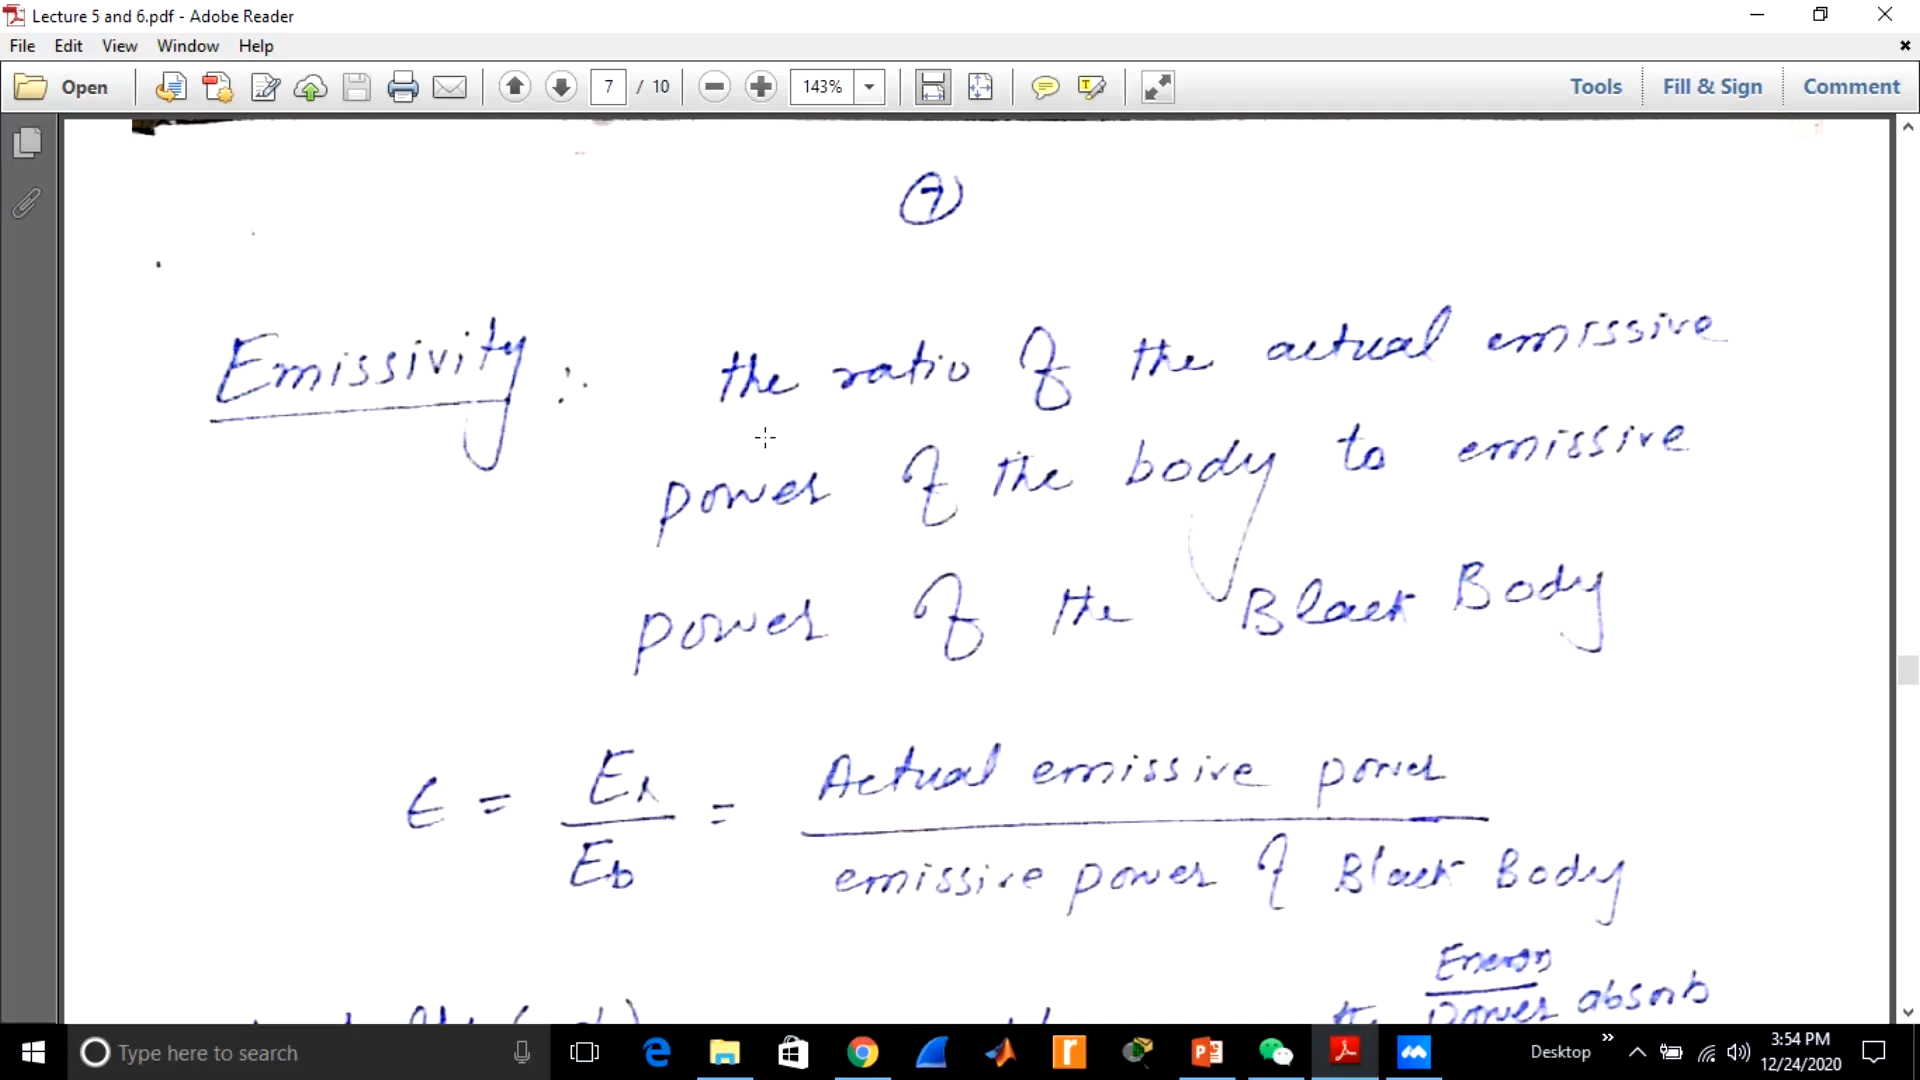 Lecture 5 and 6.pdf - Adobe Reader
File Edit View Window Help
Open 7 / 10 143% Tools Fill & Sign Comment
7
Emissivity : the ratio of the actual emissive
power of the body to emissive
power of the Black Body
ϵ = Eλ / Eb = Actual emissive power / emissive power of Black Body
Energy
the power absorb
Type here to search Desktop 3:54 PM
12/24/2020